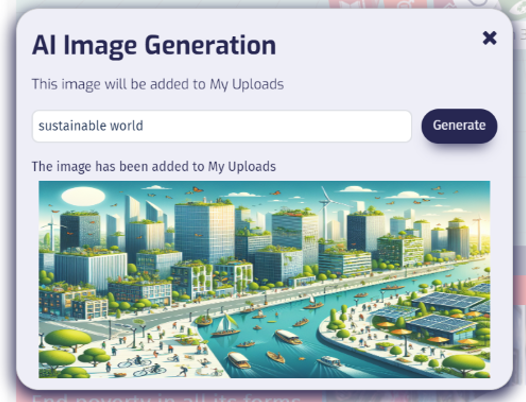 AI Image Generation
This image will be added to My Uploads
sustainable world
Generate
The image has been added to My Uploads
End poverty in all its forms